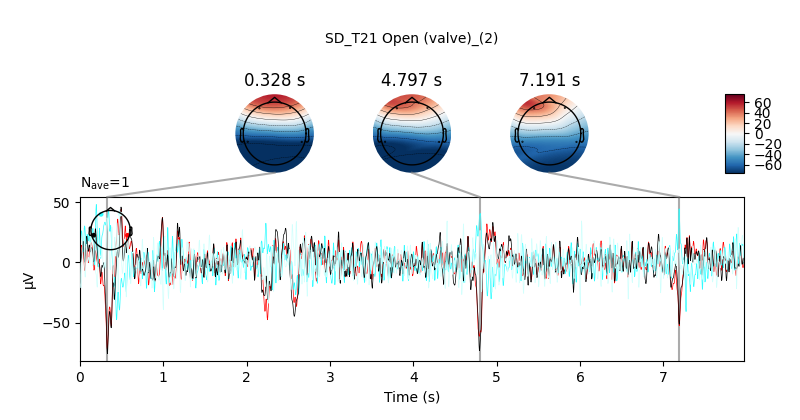 SD_T21 Open (valve)_(2)
0.328 s 4.797 s 7.191 s
60
40
20
0
−20
−40
−60
Nave=1
50
0
−50
µV
0 1 2 3 4 5 6 7
Time (s)